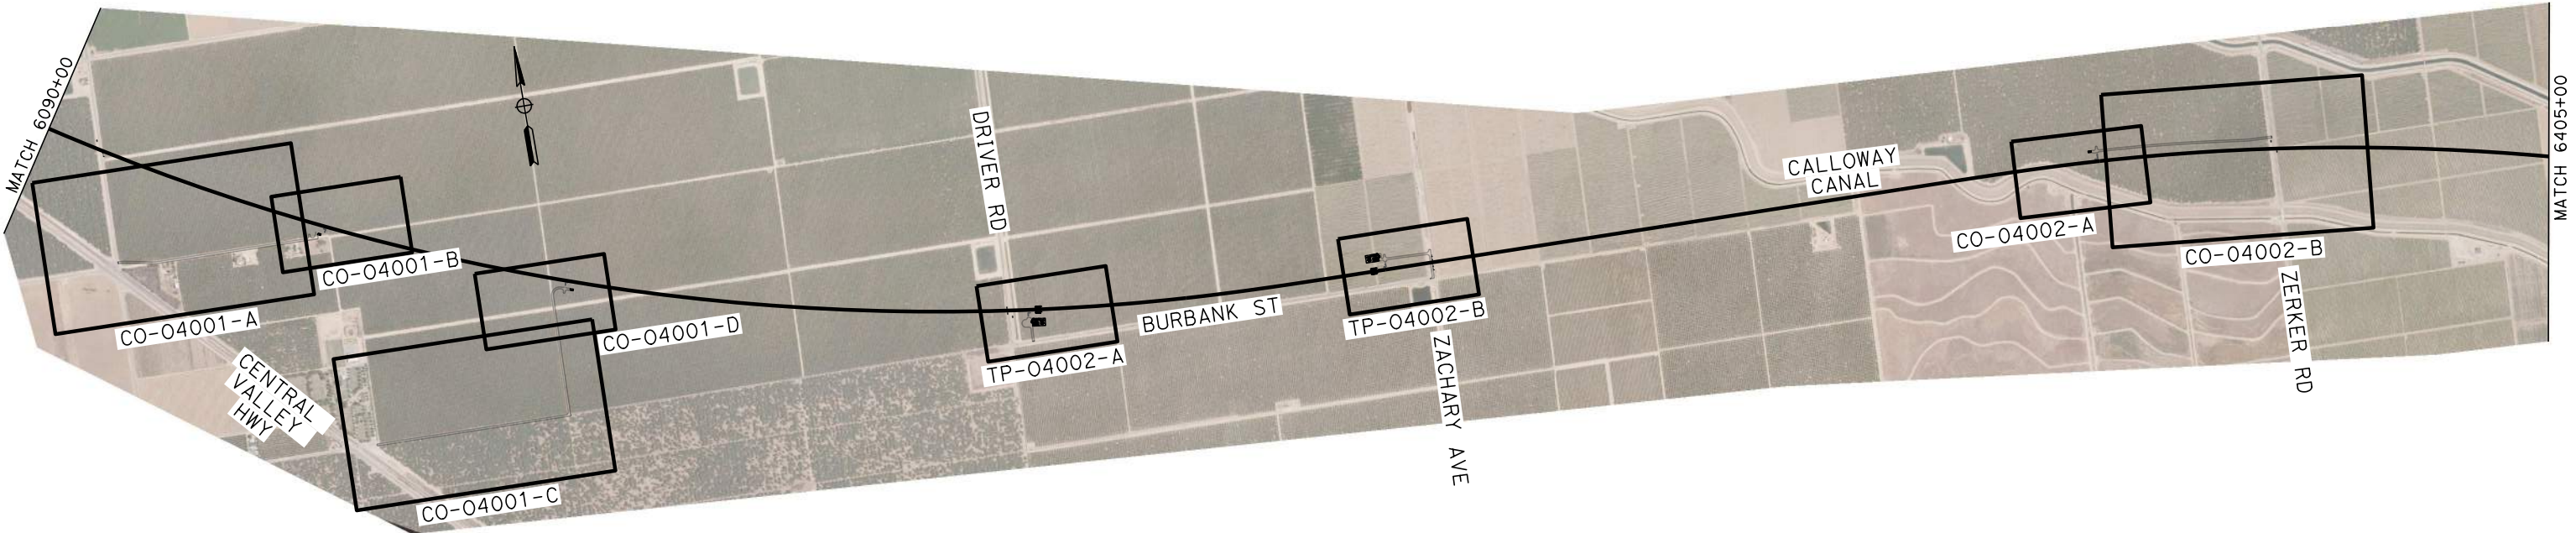 MATCH 6090+00
DRIVER RD
CALLOWAY
CANAL
MATCH 6405+00
CO-04001-B
CO-04002-A
CO-04002-B
CO-04001-A
CO-04001-D
BURBANK ST
TP-04002-B
ZERKER RD
TP-04002-A
CENTRAL
VALLEY
HWY
ZACHARY AVE
CO-04001-C